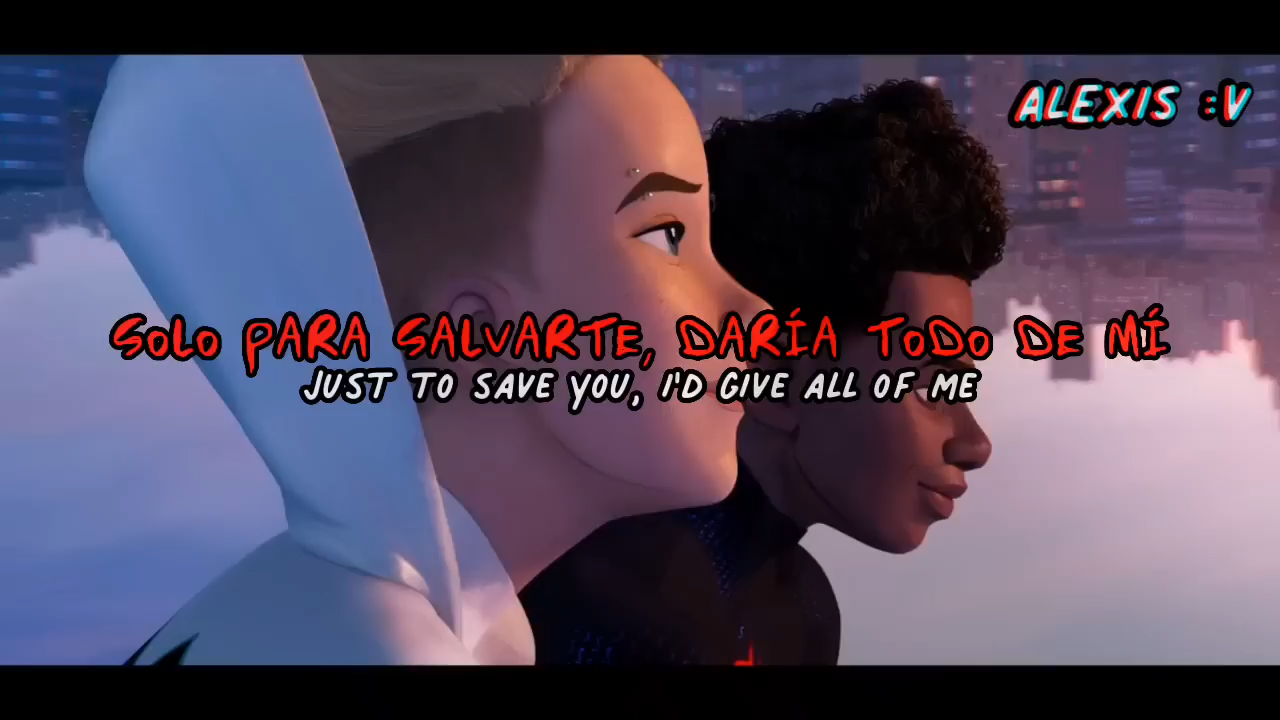 ALEXIS :V
SOLO PARA SALVARTE, DARÍA TODO DE MÍ
JUST TO SAVE YOU, I'D GIVE ALL OF ME